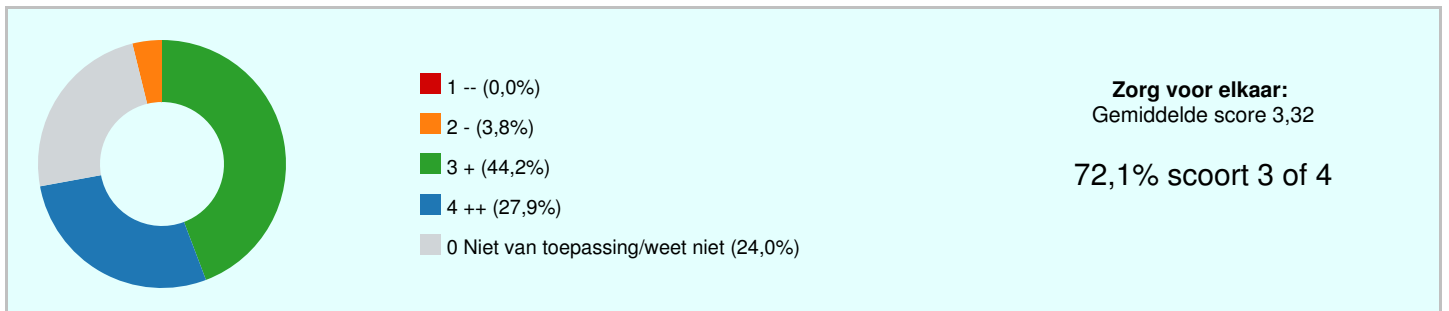 1 -- (0,0%)
2 - (3,8%)
3 + (44,2%)
4 ++ (27,9%)
0 Niet van toepassing/weet niet (24,0%)
Zorg voor elkaar:
Gemiddelde score 3,32
72,1% scoort 3 of 4